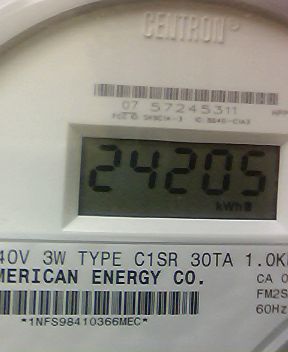 CENTRON®
07 57245311
24205
kWh
40V 3W TYPE C1SR 30TA 1.0K
MERICAN ENERGY CO.
CA 0
FM2S
60Hz
*1NFS98410366MEC*